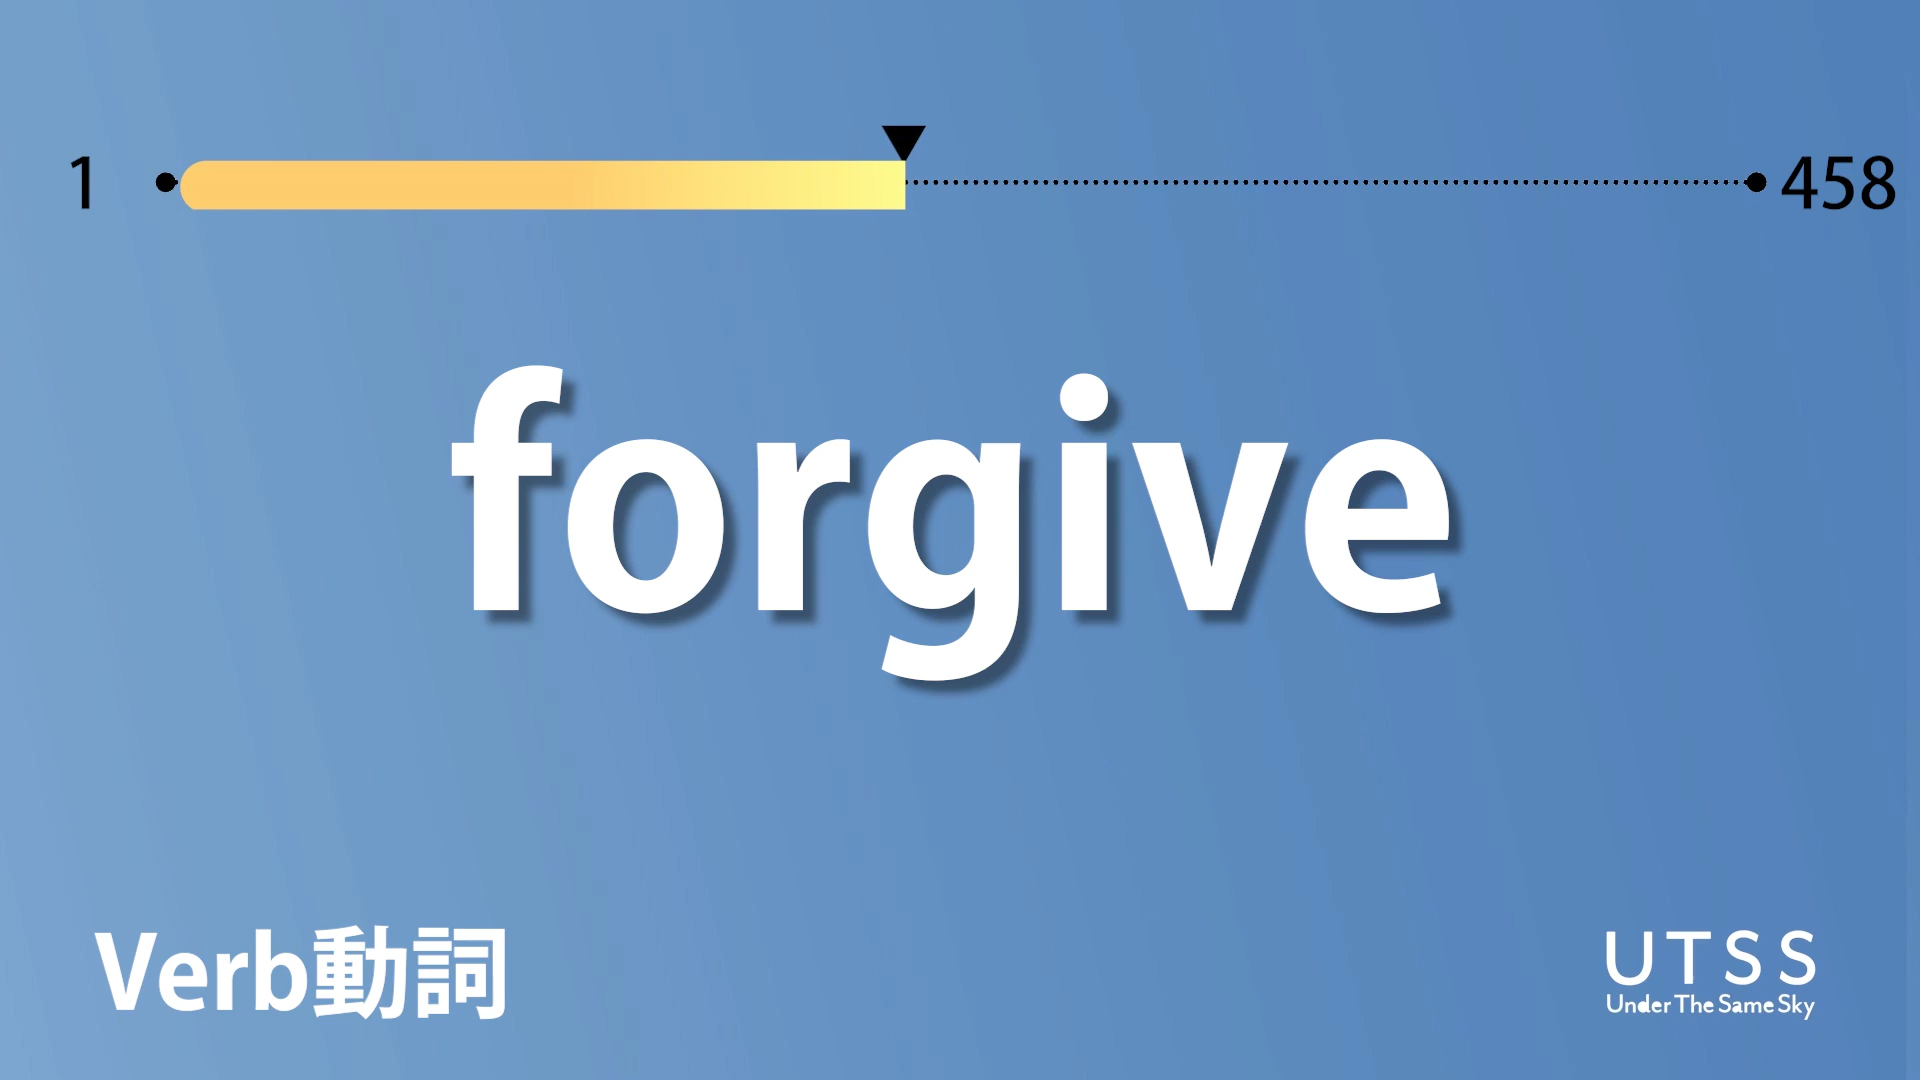 1
458
forgive
Verb動詞
UTSS
Under The Same Sky